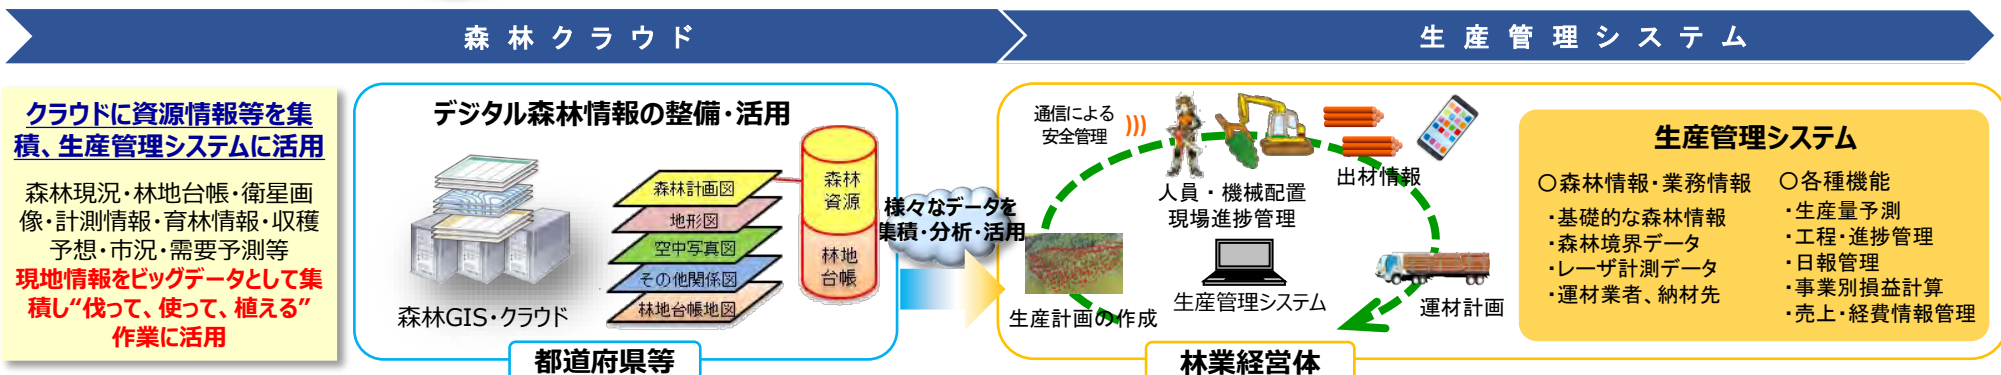 森林クラウド
生産管理システム
クラウドに資源情報等を集
積、生産管理システムに活用
森林現況・林地台帳・衛星画
像・計測情報・育林情報・収穫
予想・市況・需要予測等
現地情報をビッグデータとして集
積し“伐って、使って、植える”
作業に活用
デジタル森林情報の整備・活用
森林GIS・クラウド
森林計画図
地形図
空中写真図
その他関係図
林地台帳地図
森林
資源
林地
台帳
都道府県等
様々なデータを
集積・分析・活用
通信による
安全管理
人員・機械配置
現場進捗管理
出材情報
生産計画の作成
生産管理システム
運材計画
林業経営体
生産管理システム
〇森林情報・業務情報
・基礎的な森林情報
・森林境界データ
・レーザ計測データ
・運材業者、納材先
〇各種機能
・生産量予測
・工程・進捗管理
・日報管理
・事業別損益計算
・売上・経費情報管理